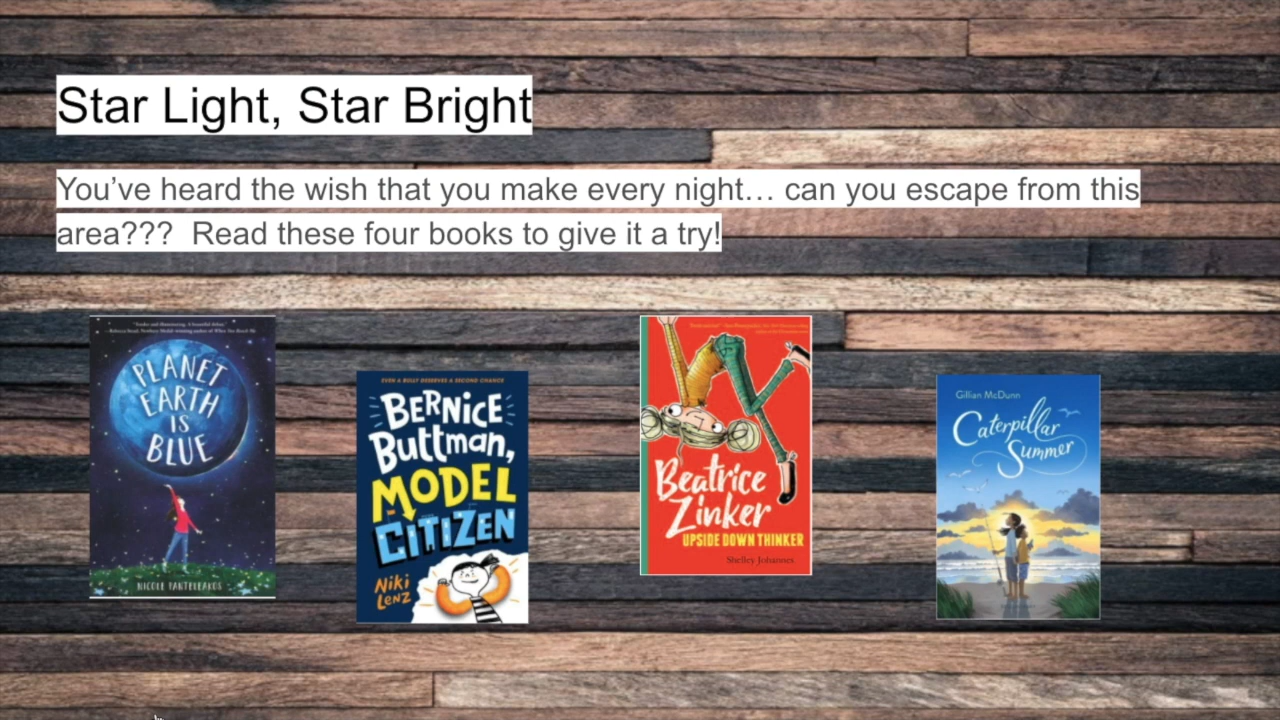 Star Light, Star Bright
You’ve heard the wish that you make every night… can you escape from this
area???  Read these four books to give it a try!
PLANET
EARTH
IS
BLUE
NICOLE PANTELEAKOS
EVEN A BULLY DESERVES A SECOND CHANCE
BERNICE
Buttman,
MODEL
CITIZEN
Niki
LENZ
Beatrice
Zinker
UPSIDE DOWN THINKER
Shelley Johannes
Gillian McDunn
Caterpillar
Summer